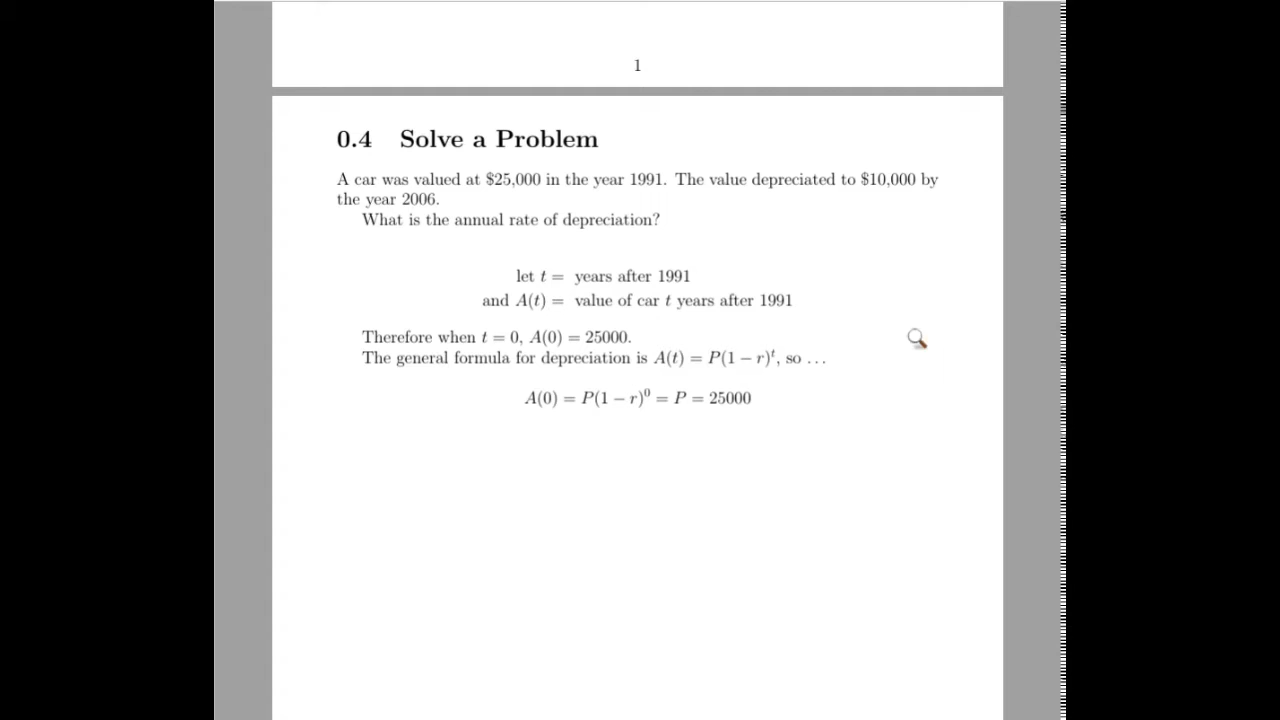 1
0.4 Solve a Problem
A car was valued at $25,000 in the year 1991. The value depreciated to $10,000 by
the year 2006.
What is the annual rate of depreciation?
let t = years after 1991
and A(t) = value of car t years after 1991
Therefore when t = 0, A(0) = 25000.
The general formula for depreciation is A(t) = P(1 − r)^t, so . . .
A(0) = P(1 − r)^0 = P = 25000